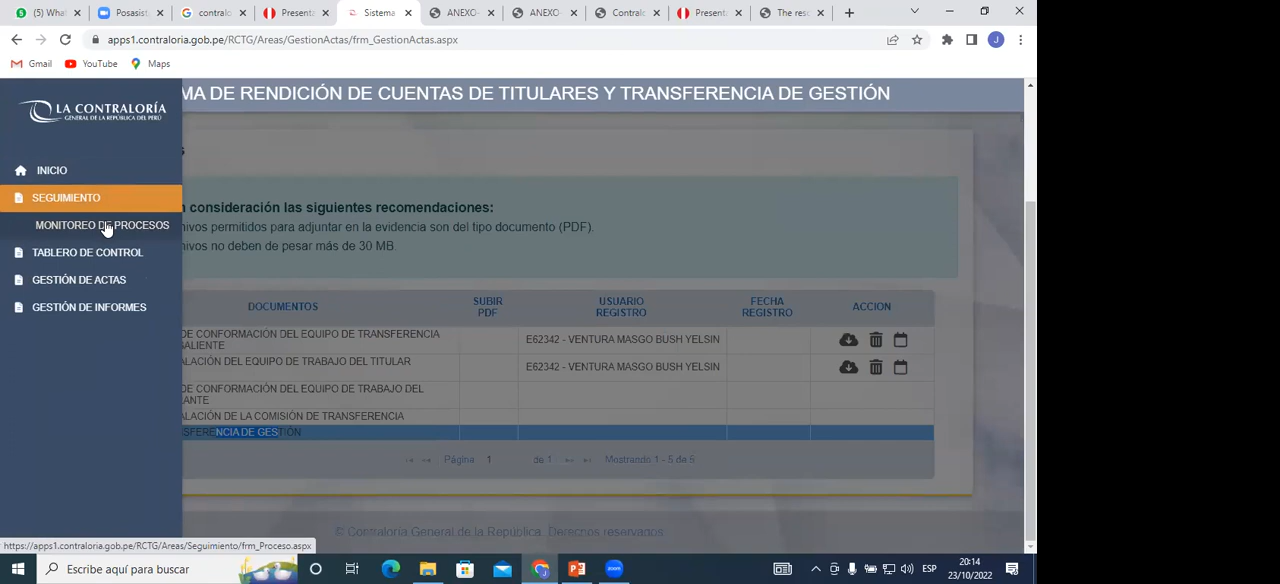 (5) What
Posasist
contralo
Presenta
Sistema
ANEXO-
ANEXO-
Contralo
Present
The resc
apps1.contraloria.gob.pe/RCTG/Areas/GestionActas/frm_GestionActas.aspx
J
Gmail
YouTube
Maps
LA CONTRALORÍA
GENERAL DE LA REPÚBLICA DEL PERÚ
MA DE RENDICIÓN DE CUENTAS DE TITULARES Y TRANSFERENCIA DE GESTIÓN
INICIO
SEGUIMIENTO
MONITOREO DE PROCESOS
TABLERO DE CONTROL
GESTIÓN DE ACTAS
GESTIÓN DE INFORMES
s
n consideración las siguientes recomendaciones:
hivos permitidos para adjuntar en la evidencia son del tipo documento (PDF).
hivos no deben de pesar más de 30 MB.
DOCUMENTOS
SUBIR PDF
USUARIO REGISTRO
FECHA REGISTRO
ACCION
DE CONFORMACIÓN DEL EQUIPO DE TRANSFERENCIA
SALIENTE
E62342 - VENTURA MASGO BUSH YELSIN
ALACIÓN DEL EQUIPO DE TRABAJO DEL TITULAR
E62342 - VENTURA MASGO BUSH YELSIN
DE CONFORMACIÓN DEL EQUIPO DE TRABAJO DEL
ANTE
ALACIÓN DE LA COMISIÓN DE TRANSFERENCIA
SFERENCIA DE GESTIÓN
Página 1 de 1 Mostrando 1 - 5 de 5
© Contraloría General de la República. Derechos reservados.
https://apps1.contraloria.gob.pe/RCTG/Areas/Seguimiento/frm_Proceso.aspx
Escribe aquí para buscar
zoom
ESP
20:14
23/10/2022